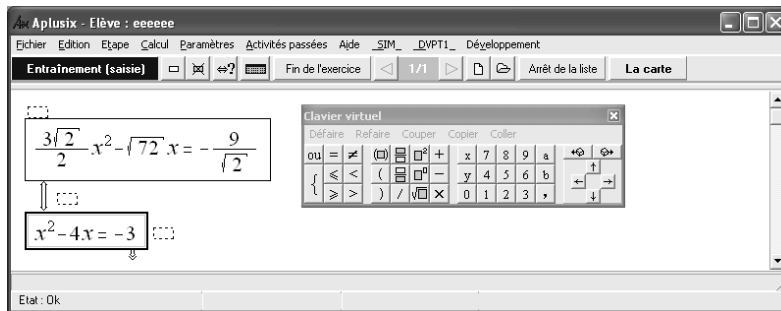 Aplusix - Elève : eeeeee
Fichier Edition Etape Calcul Paramètres Activités passées Aide _SIM_ _DVPT1_ Développement
Entraînement (saisie) ⇔? Fin de l'exercice 1/1 Arrêt de la liste La carte
Clavier virtuel
Défaire Refaire Couper Copier Coller
ou = ≠ (□) □² + x 7 8 9 a
{ ⩽ < ( □ⁿ − y 4 5 6 b
⩾ > ) / √□ × 0 1 2 3 ,
3√2/2 x² − √72 x = − 9/√2
x² − 4x = −3
Etat : Ok